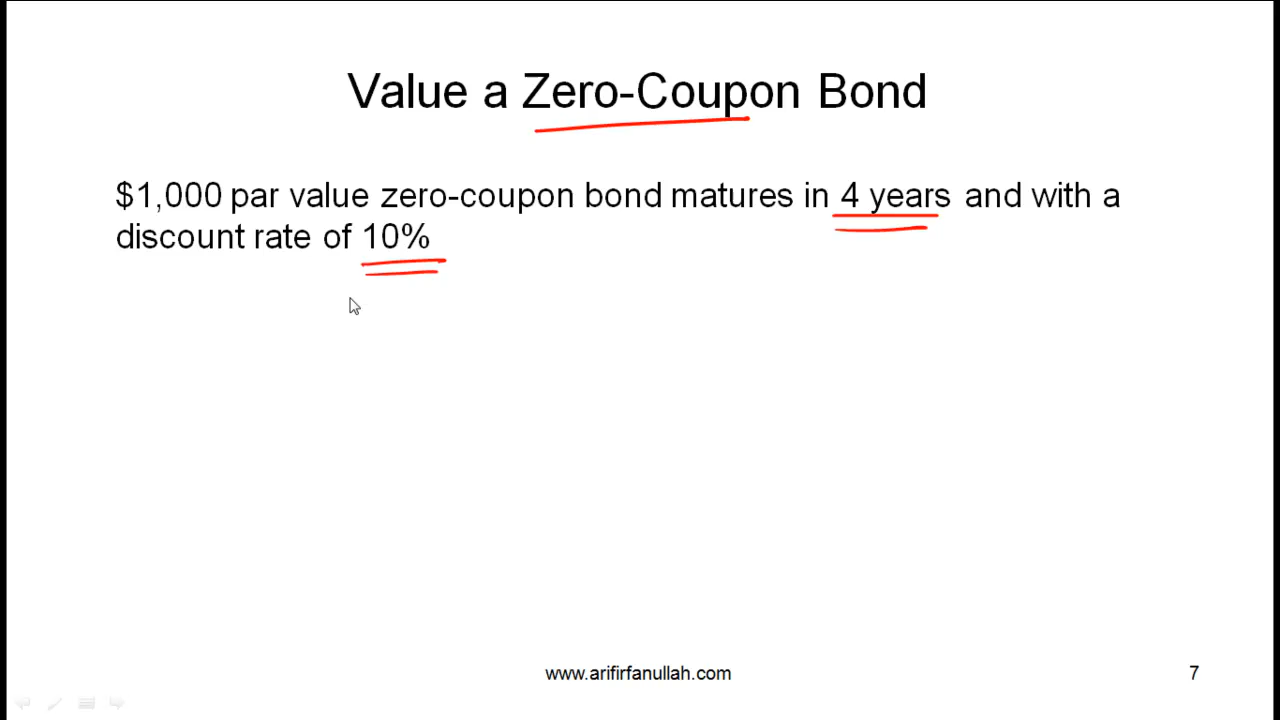 Value a Zero-Coupon Bond
$1,000 par value zero-coupon bond matures in 4 years and with a
discount rate of 10%
www.arifirfanullah.com
7